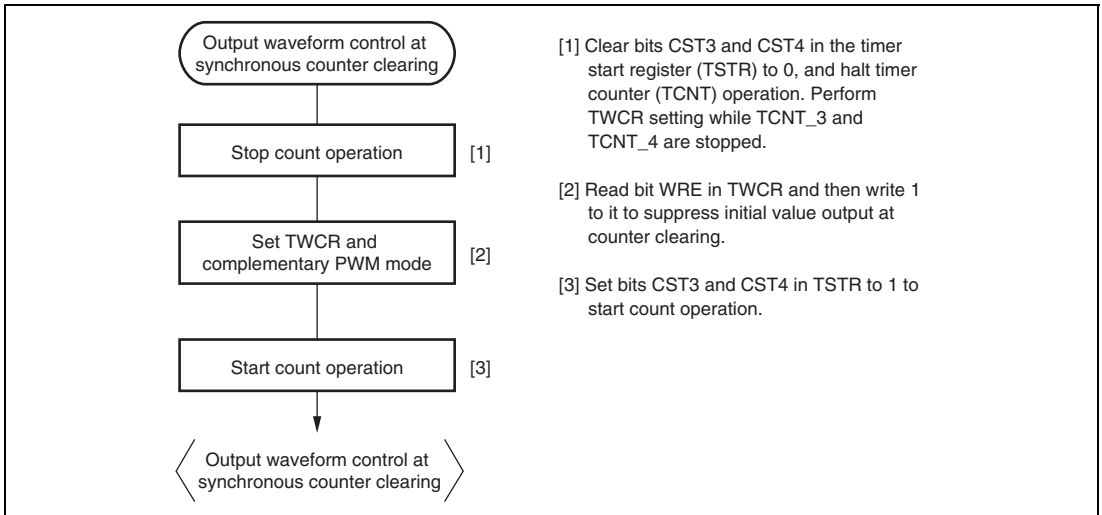 Output waveform control at
synchronous counter clearing
Stop count operation
[1]
Set TWCR and
complementary PWM mode
[2]
Start count operation
[3]
Output waveform control at
synchronous counter clearing
[1] Clear bits CST3 and CST4 in the timer
start register (TSTR) to 0, and halt timer
counter (TCNT) operation. Perform
TWCR setting while TCNT_3 and
TCNT_4 are stopped.
[2] Read bit WRE in TWCR and then write 1
to it to suppress initial value output at
counter clearing.
[3] Set bits CST3 and CST4 in TSTR to 1 to
start count operation.